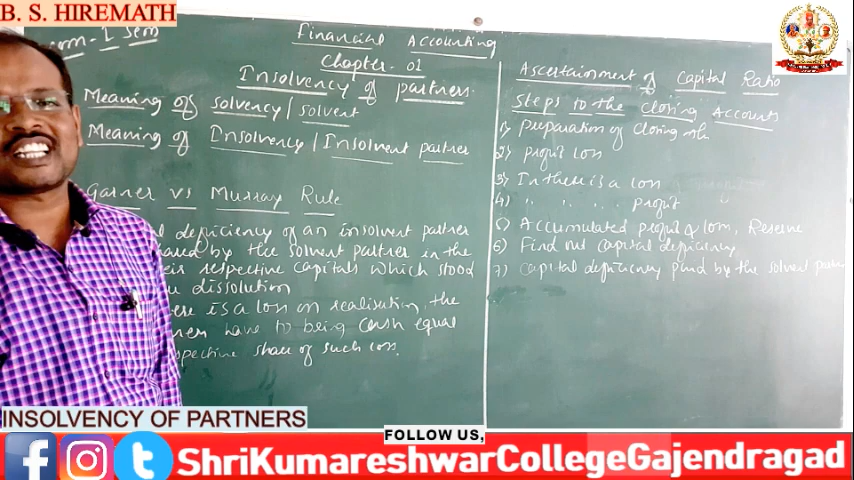 B. S. HIREMATH
I Sem
Financial Accounting
Chapter - 01
Insolvency of partners
Meaning of solvency / solvent
Meaning of Insolvency / Insolvent partner
Garner vs Murray Rule
deficiency of an insolvent partner
by the solvent partner in the
respective capitals which stood
dissolution
is a loss on realisation, the
have to being cash equal
share of such loss.
Ascertainment of Capital Ratio
Steps to the Closing Accounts
1) preparation of closing
2) profit loss
3) In there is a loss
4) " " " " profit "
5) Accumulated profit & loss, Reserve
6) Find out capital deficiency
7) capital deficiency paid by the solvent partner
INSOLVENCY OF PARTNERS
FOLLOW US,
ShriKumareshwarCollegeGajendragad